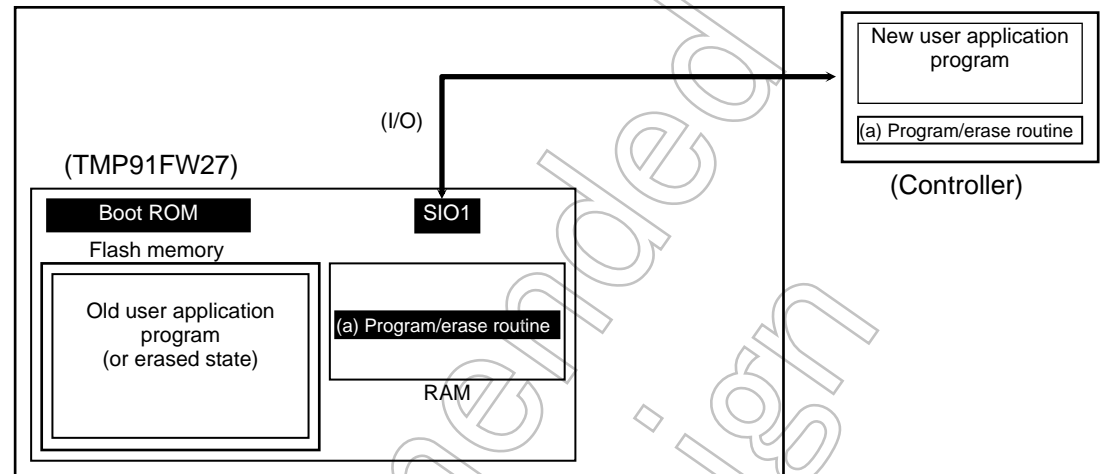 New user application
program
(I/O)
(a) Program/erase routine
(TMP91FW27)
(Controller)
Boot ROM
SIO1
Flash memory
Old user application
program
(or erased state)
(a) Program/erase routine
RAM